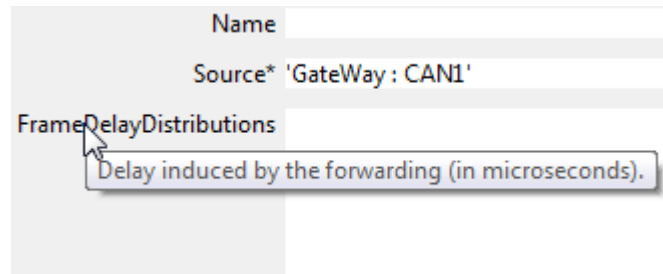 Name
Source* 'GateWay : CAN1'
FrameDelayDistributions
Delay induced by the forwarding (in microseconds).